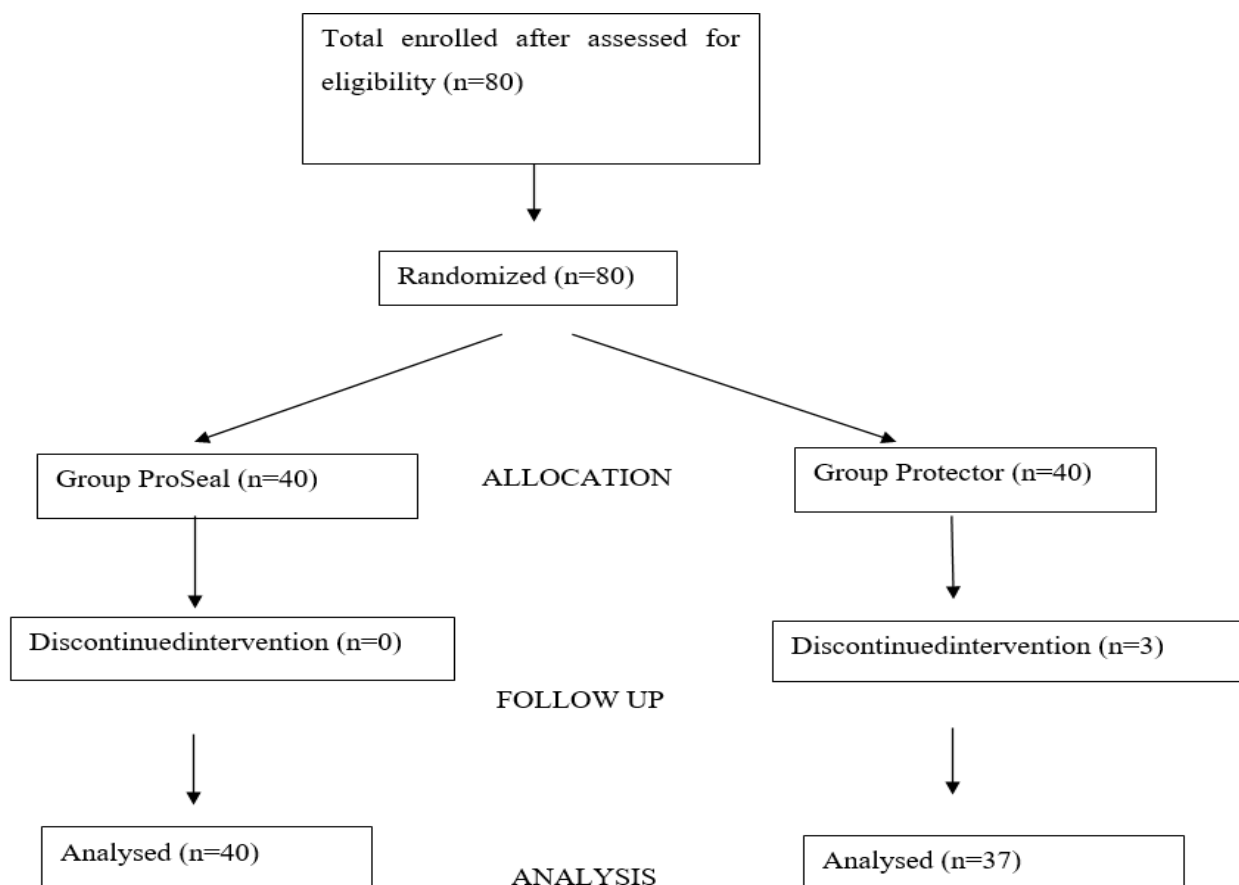 Total enrolled after assessed for
eligibility (n=80)
Randomized (n=80)
Group ProSeal (n=40)
ALLOCATION
Group Protector (n=40)
Discontinuedintervention (n=0)
Discontinuedintervention (n=3)
FOLLOW UP
Analysed (n=40)
Analysed (n=37)
ANALYSIS